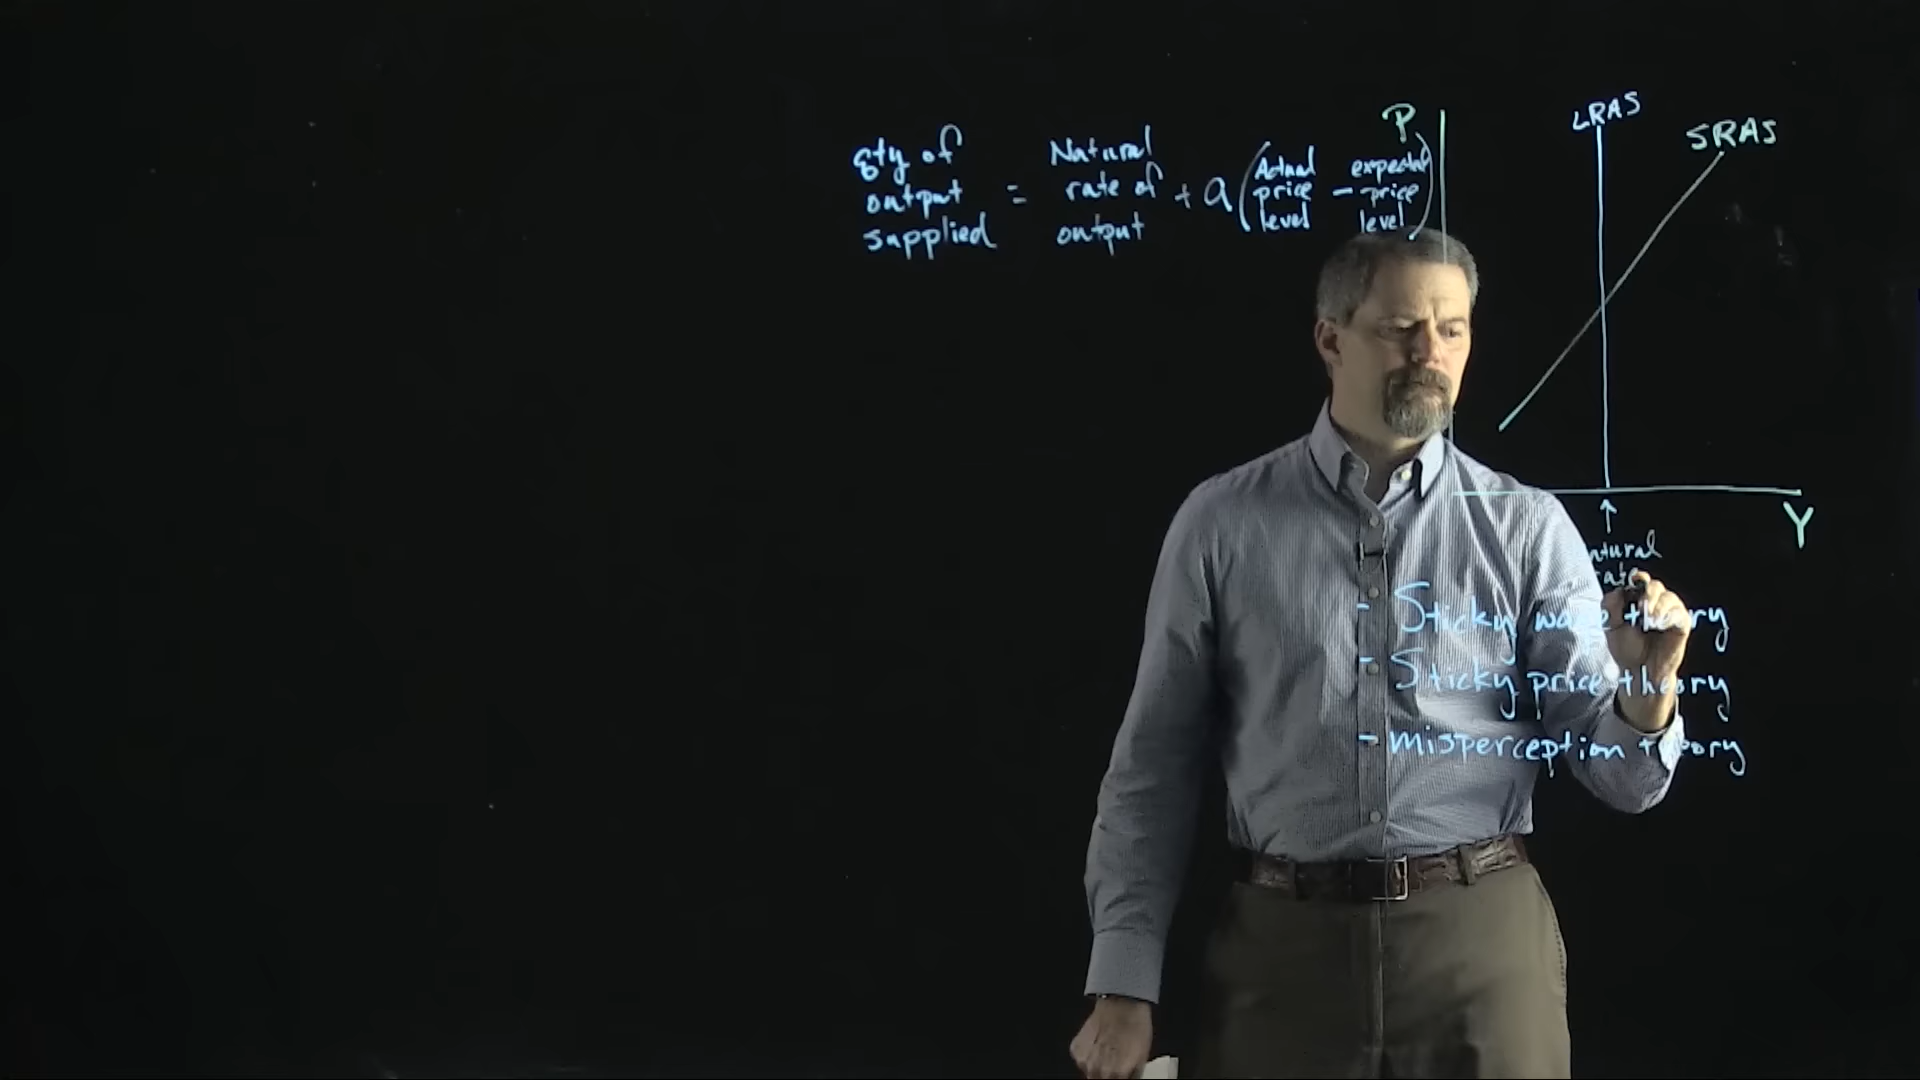 Qty of
output
supplied
=
Natural
rate of
output
+ a (
Actual
price
level
-
expected
price
level
)
P
LRAS
SRAS
Y
↑
- Sticky wage theory
- Sticky price theory
- misperception theory